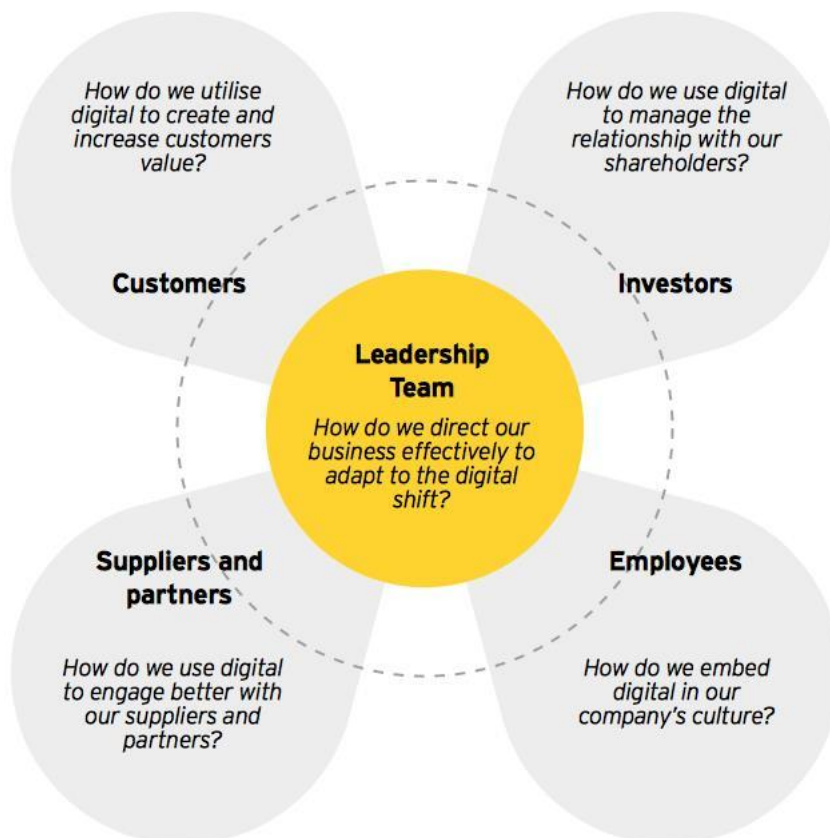 How do we utilise
digital to create and
increase customers
value?
Customers
How do we use digital
to manage the
relationship with our
shareholders?
Investors
Leadership
Team
How do we direct our
business effectively to
adapt to the digital
shift?
Suppliers and
partners
How do we use digital
to engage better with
our suppliers and
partners?
Employees
How do we embed
digital in our
company's culture?